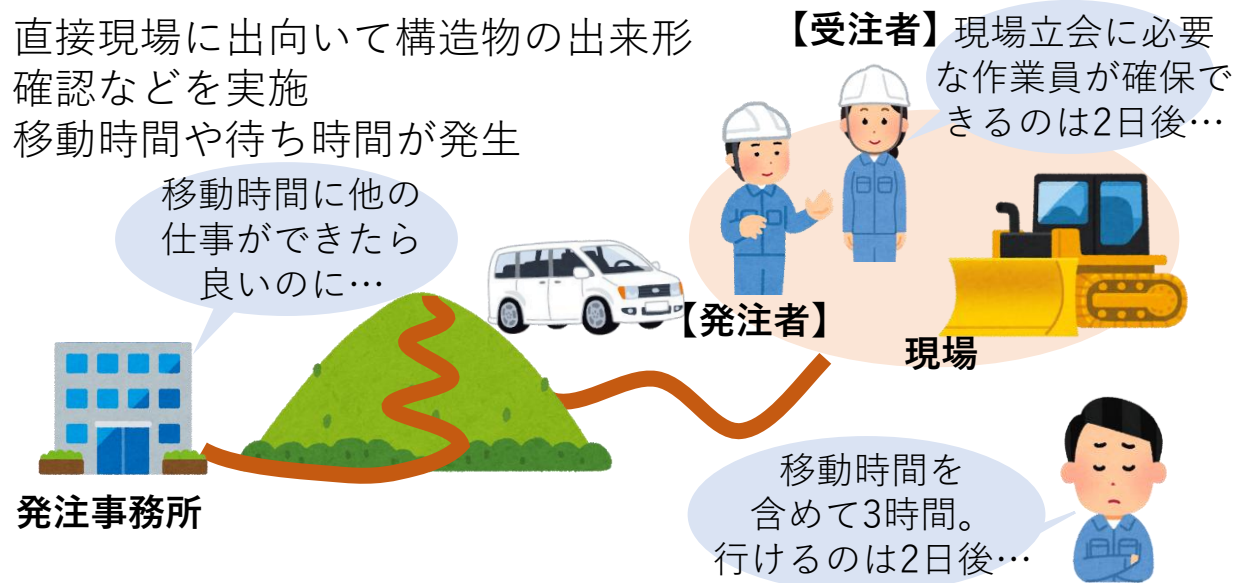 直接現場に出向いて構造物の出来形
確認などを実施
移動時間や待ち時間が発生
【受注者】
現場立会に必要
な作業員が確保で
きるのは2日後…
移動時間に他の
仕事ができたら
良いのに…
【発注者】
現場
発注事務所
移動時間を
含めて3時間。
行けるのは2日後…